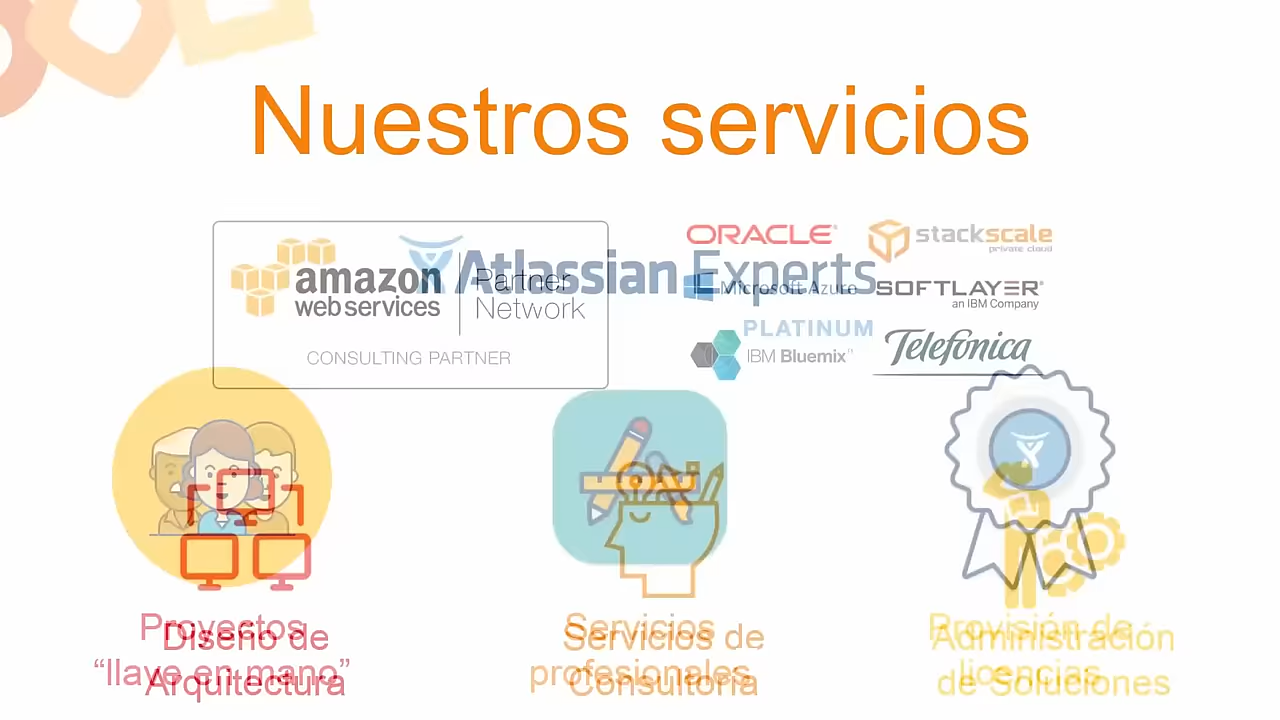 Nuestros servicios
amazon
web services
Partner
Network
CONSULTING PARTNER
Atlassian Experts
PLATINUM
ORACLE®
stackscale
private cloud
Microsoft Azure
SOFTLAYER®
an IBM Company
IBM Bluemix™
Telefónica
Proyectos
“llave en mano”
Diseño de
Arquitectura
Servicios
profesionales
Servicios de
Consultoría
Provisión de
licencias
Administración
de Soluciones